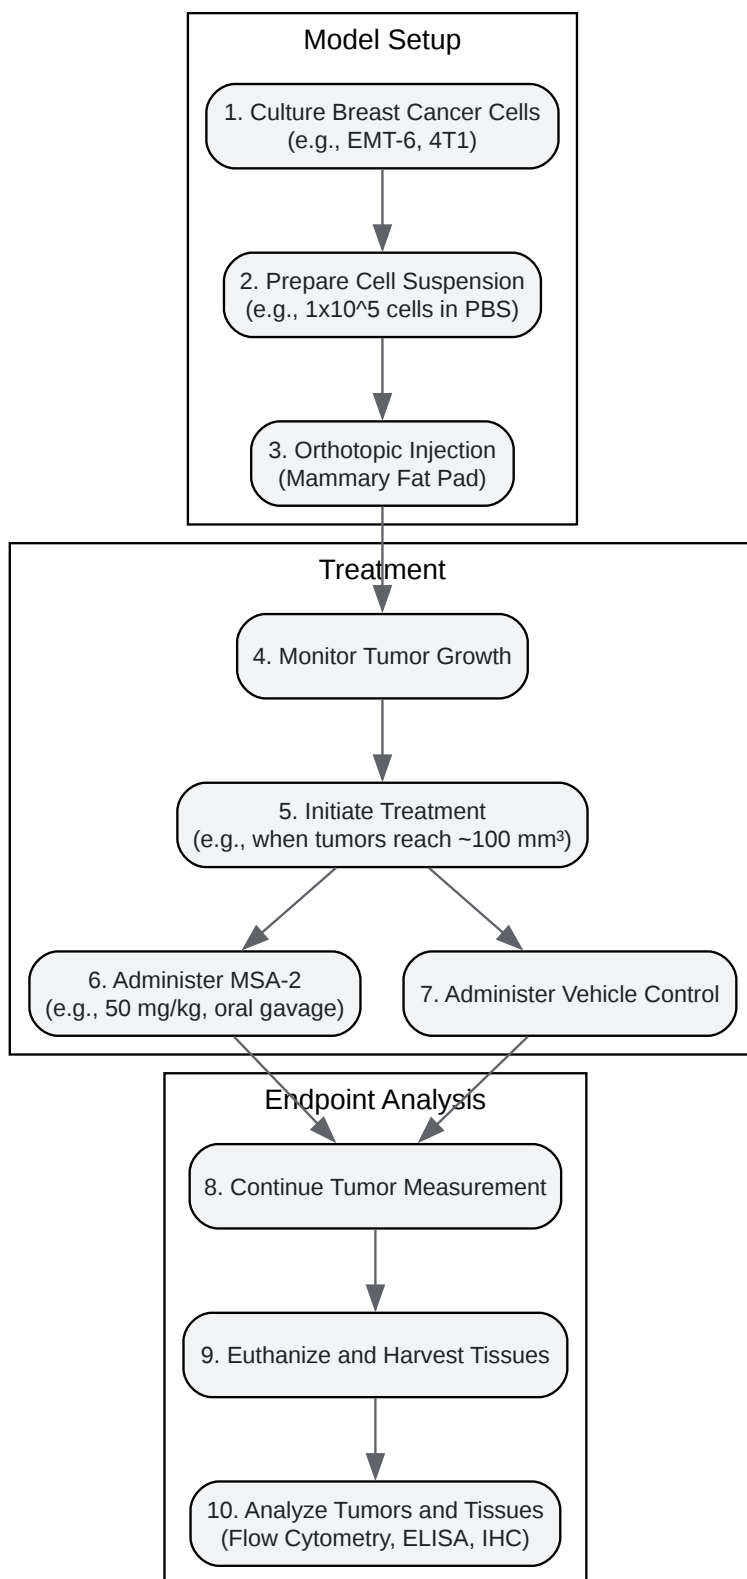 Model Setup
1. Culture Breast Cancer Cells
(e.g., EMT-6, 4T1)
2. Prepare Cell Suspension
(e.g., 1x10^5 cells in PBS)
3. Orthotopic Injection
(Mammary Fat Pad)
Treatment
4. Monitor Tumor Growth
5. Initiate Treatment
(e.g., when tumors reach ~100 mm³)
6. Administer MSA-2
(e.g., 50 mg/kg, oral gavage)
7. Administer Vehicle Control
Endpoint Analysis
8. Continue Tumor Measurement
9. Euthanize and Harvest Tissues
10. Analyze Tumors and Tissues
(Flow Cytometry, ELISA, IHC)